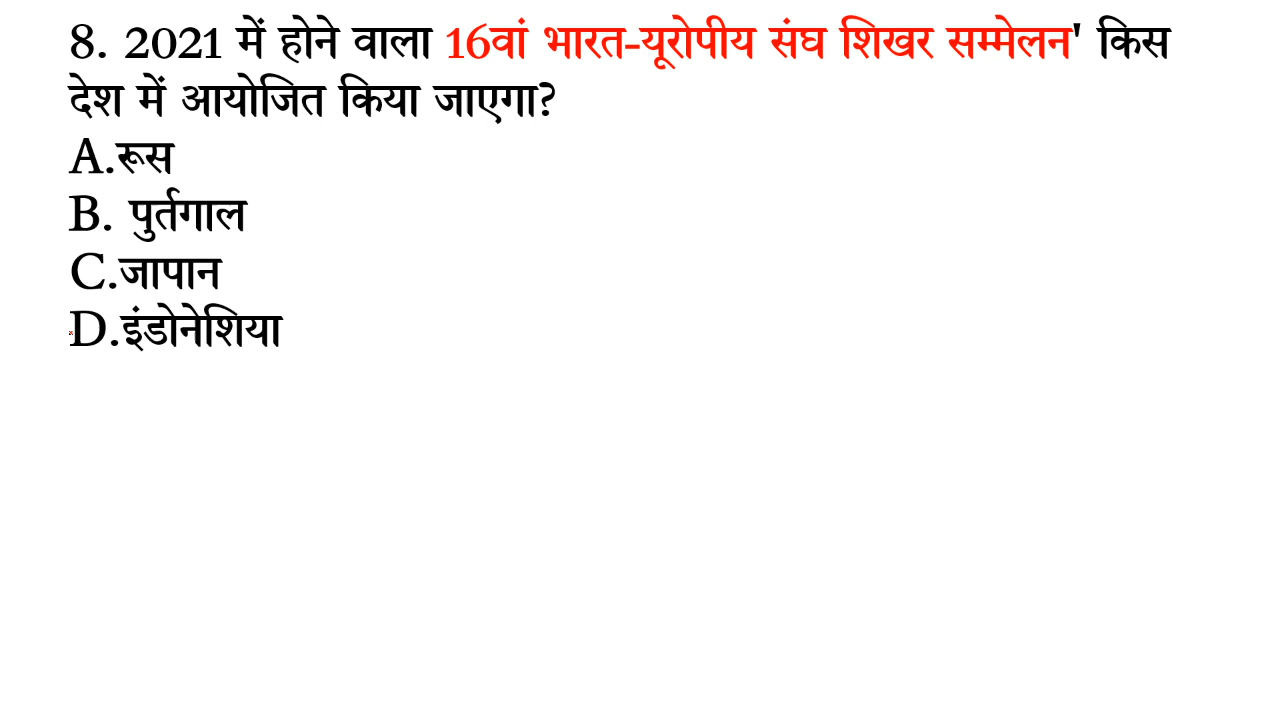 8. 2021 में होने वाला 16वां भारत-यूरोपीय संघ शिखर सम्मेलन' किस
देश में आयोजित किया जाएगा?
A.रूस
B. पुर्तगाल
C.जापान
D.इंडोनेशिया